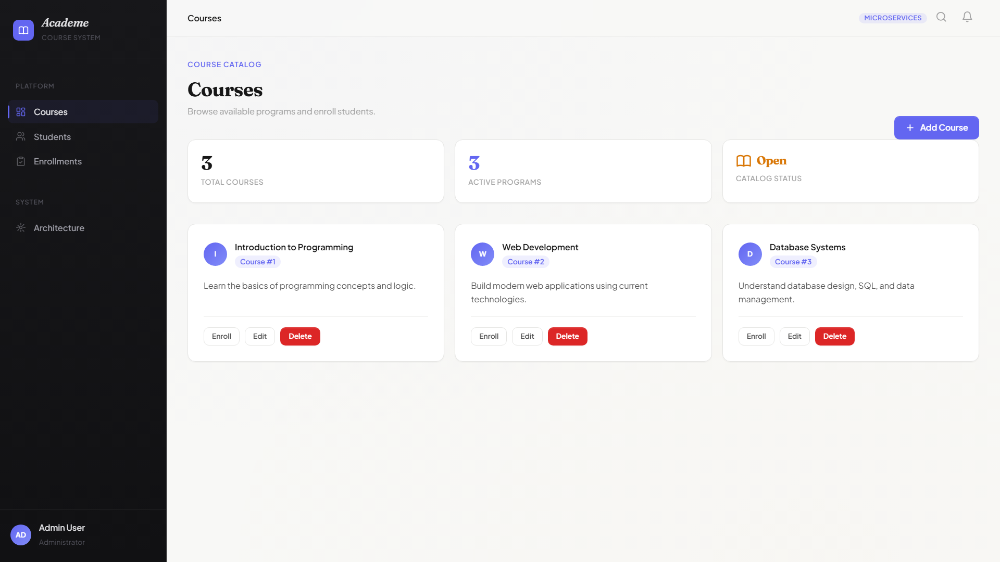 Academe
COURSE SYSTEM
PLATFORM
Courses
Students
Enrollments
SYSTEM
Architecture
AD
Admin User
Administrator
Courses
MICROSERVICES
COURSE CATALOG
Courses
Browse available programs and enroll students.
Add Course
3
TOTAL COURSES
3
ACTIVE PROGRAMS
Open
CATALOG STATUS
I
Introduction to Programming
Course #1
Learn the basics of programming concepts and logic.
Enroll Edit Delete
W
Web Development
Course #2
Build modern web applications using current
technologies.
Enroll Edit Delete
D
Database Systems
Course #3
Understand database design, SQL, and data
management.
Enroll Edit Delete